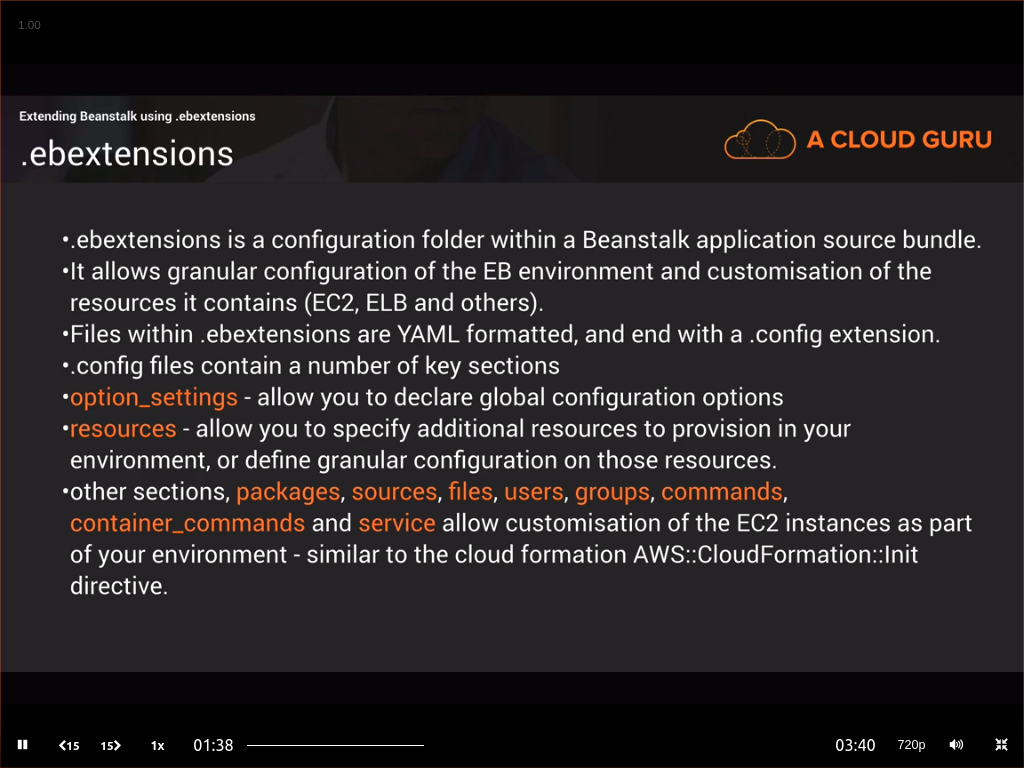 1.00
Extending Beanstalk using .ebextensions
.ebextensions
A CLOUD GURU
•.ebextensions is a configuration folder within a Beanstalk application source bundle.
•It allows granular configuration of the EB environment and customisation of the
resources it contains (EC2, ELB and others).
•Files within .ebextensions are YAML formatted, and end with a .config extension.
•.config files contain a number of key sections
•option_settings - allow you to declare global configuration options
•resources - allow you to specify additional resources to provision in your
environment, or define granular configuration on those resources.
•other sections, packages, sources, files, users, groups, commands,
container_commands and service allow customisation of the EC2 instances as part
of your environment - similar to the cloud formation AWS::CloudFormation::Init
directive.
15 15 1x 01:38 03:40 720p